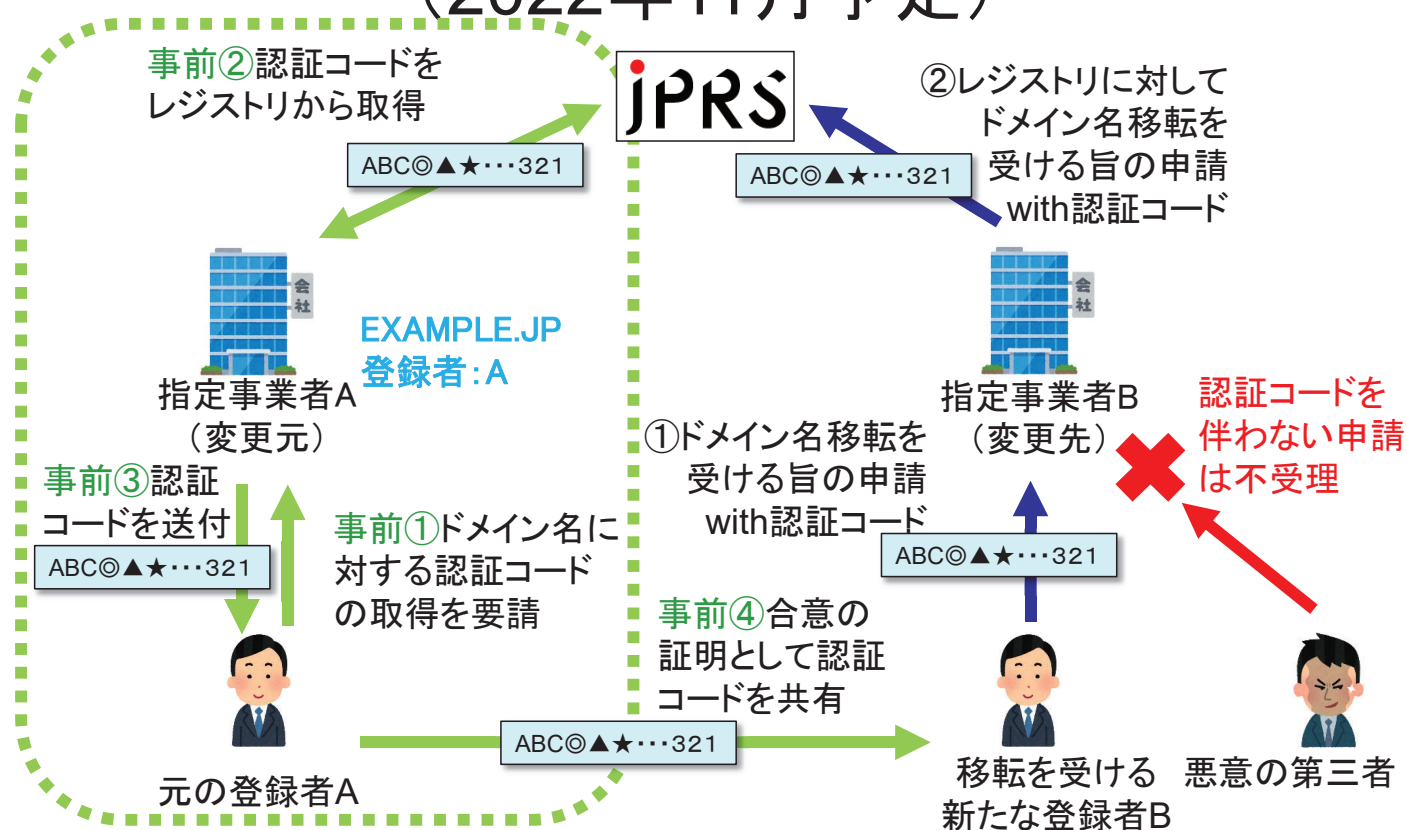 （2022年11月予定）
事前②認証コードを
レジストリから取得
JPRS
②レジストリに対して
ドメイン名移転を
受ける旨の申請
with認証コード
ABC◎▲★･･･321
ABC◎▲★･･･321
会社
会社
EXAMPLE.JP
登録者：A
指定事業者A
（変更元）
指定事業者B
（変更先）
認証コードを
伴わない申請
は不受理
①ドメイン名移転を
受ける旨の申請
with認証コード
事前③認証
コードを送付
事前①ドメイン名に
対する認証コード
の取得を要請
ABC◎▲★･･･321
ABC◎▲★･･･321
事前④合意の
証明として認証
コードを共有
ABC◎▲★･･･321
元の登録者A
移転を受ける
新たな登録者B
悪意の第三者